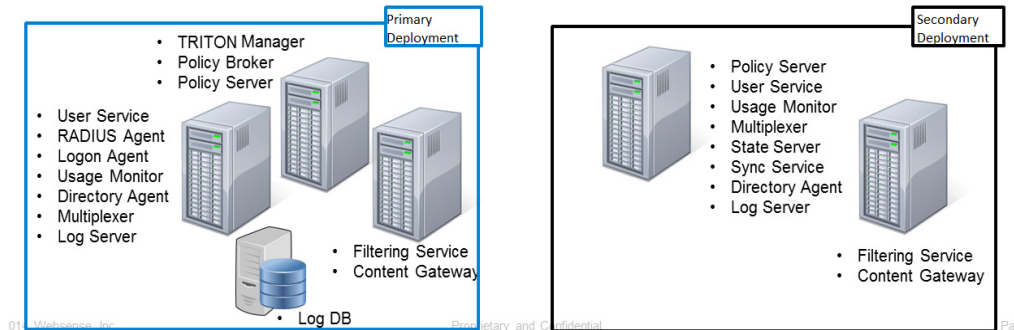 Primary
Deployment
• TRITON Manager
• Policy Broker
• Policy Server
• User Service
• RADIUS Agent
• Logon Agent
• Usage Monitor
• Directory Agent
• Multiplexer
• Log Server
• Filtering Service
• Content Gateway
• Log DB
Secondary
Deployment
• Policy Server
• User Service
• Usage Monitor
• Multiplexer
• State Server
• Sync Service
• Directory Agent
• Log Server
• Filtering Service
• Content Gateway
Websense, Inc.
Proprietary and Confidential
Pa